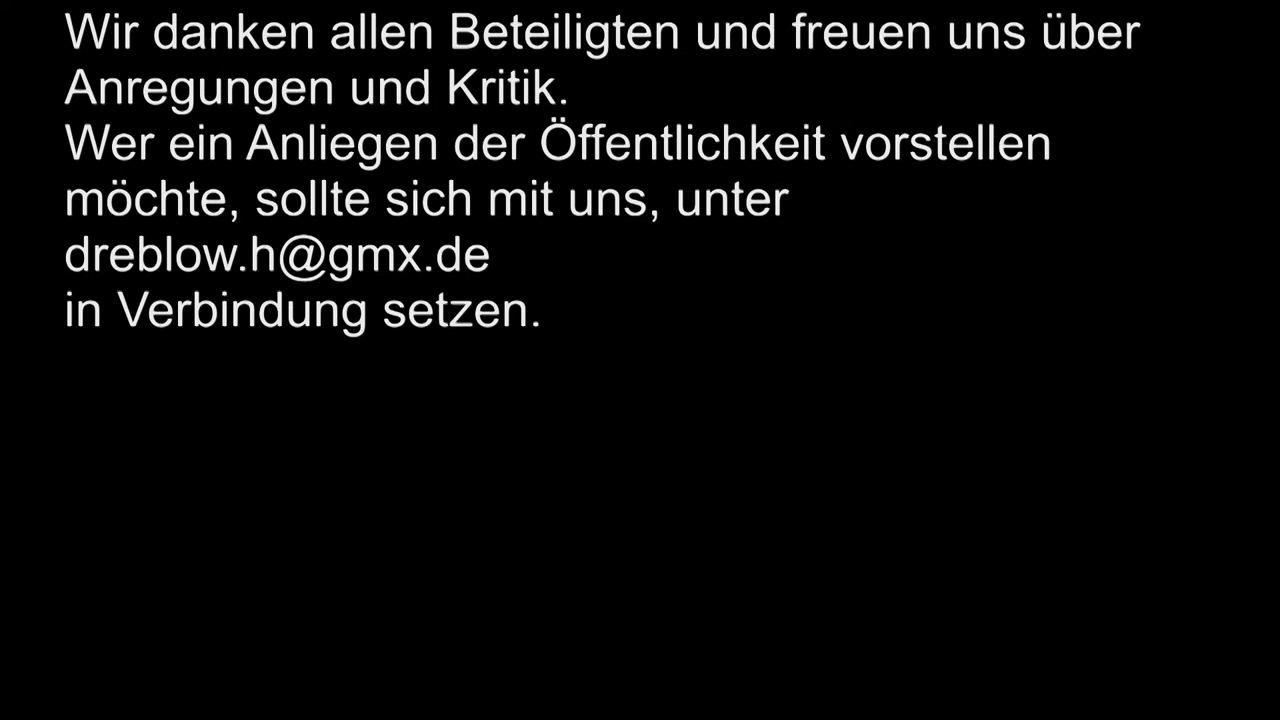 Wir danken allen Beteiligten und freuen uns über
Anregungen und Kritik.
Wer ein Anliegen der Öffentlichkeit vorstellen
möchte, sollte sich mit uns, unter
dreblow.h@gmx.de
in Verbindung setzen.